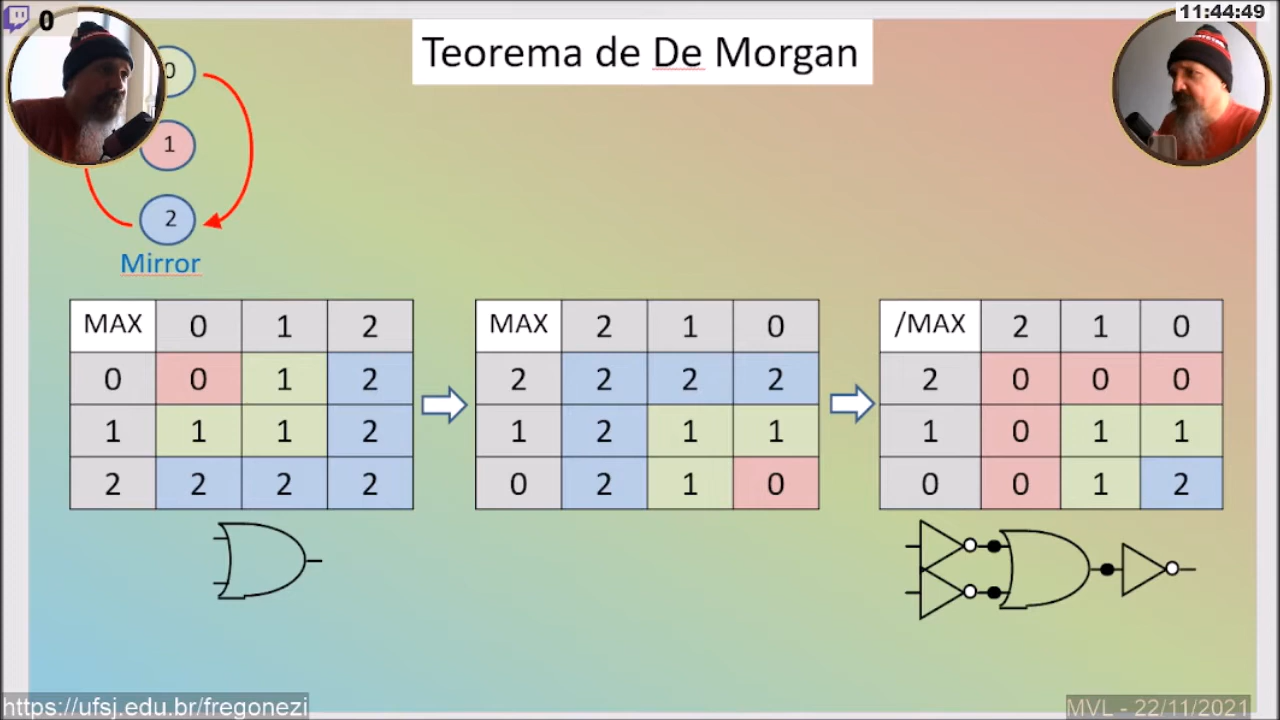 0
11:44:49
Teorema de De Morgan
0
1
2
Mirror
MAX 0 1 2
0 0 1 2
1 1 1 2
2 2 2 2
MAX 2 1 0
2 2 2 2
1 2 1 1
0 2 1 0
/MAX 2 1 0
2 0 0 0
1 0 1 1
0 0 1 2
https://ufsj.edu.br/fregonezi
MVL - 22/11/2021